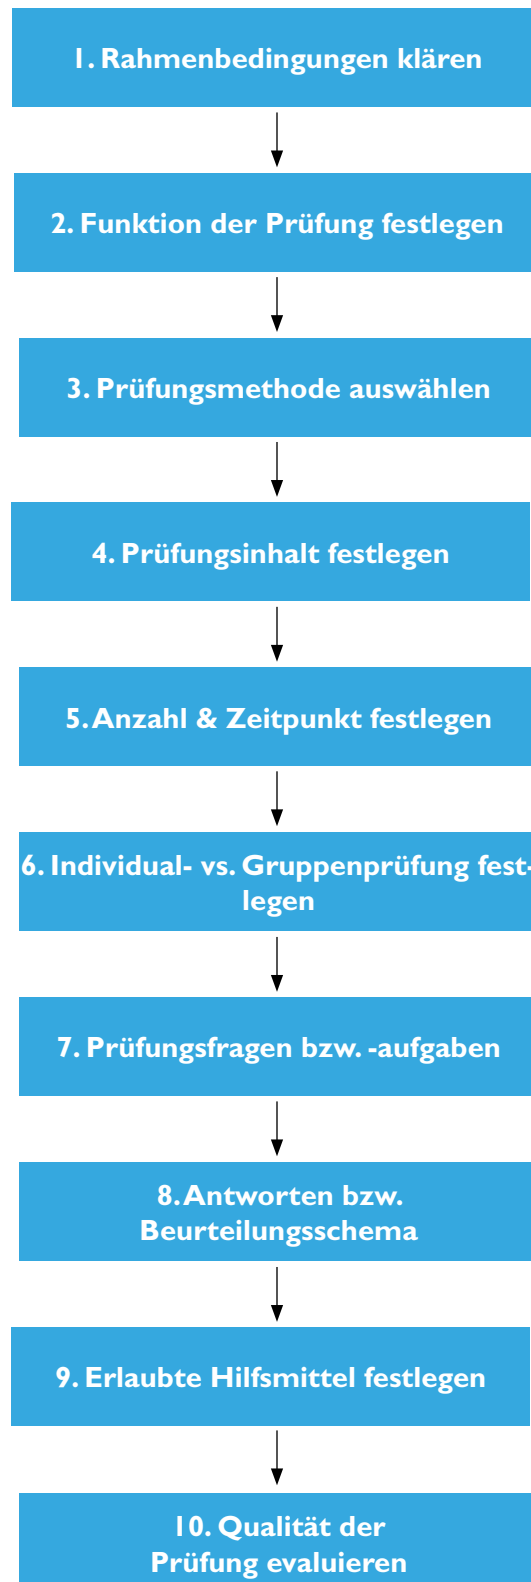 1. Rahmenbedingungen klären
2. Funktion der Prüfung festlegen
3. Prüfungsmethode auswählen
4. Prüfungsinhalt festlegen
5. Anzahl & Zeitpunkt festlegen
6. Individual- vs. Gruppenprüfung fest-
legen
7. Prüfungsfragen bzw. -aufgaben
8. Antworten bzw.
Beurteilungsschema
9. Erlaubte Hilfsmittel festlegen
10. Qualität der
Prüfung evaluieren